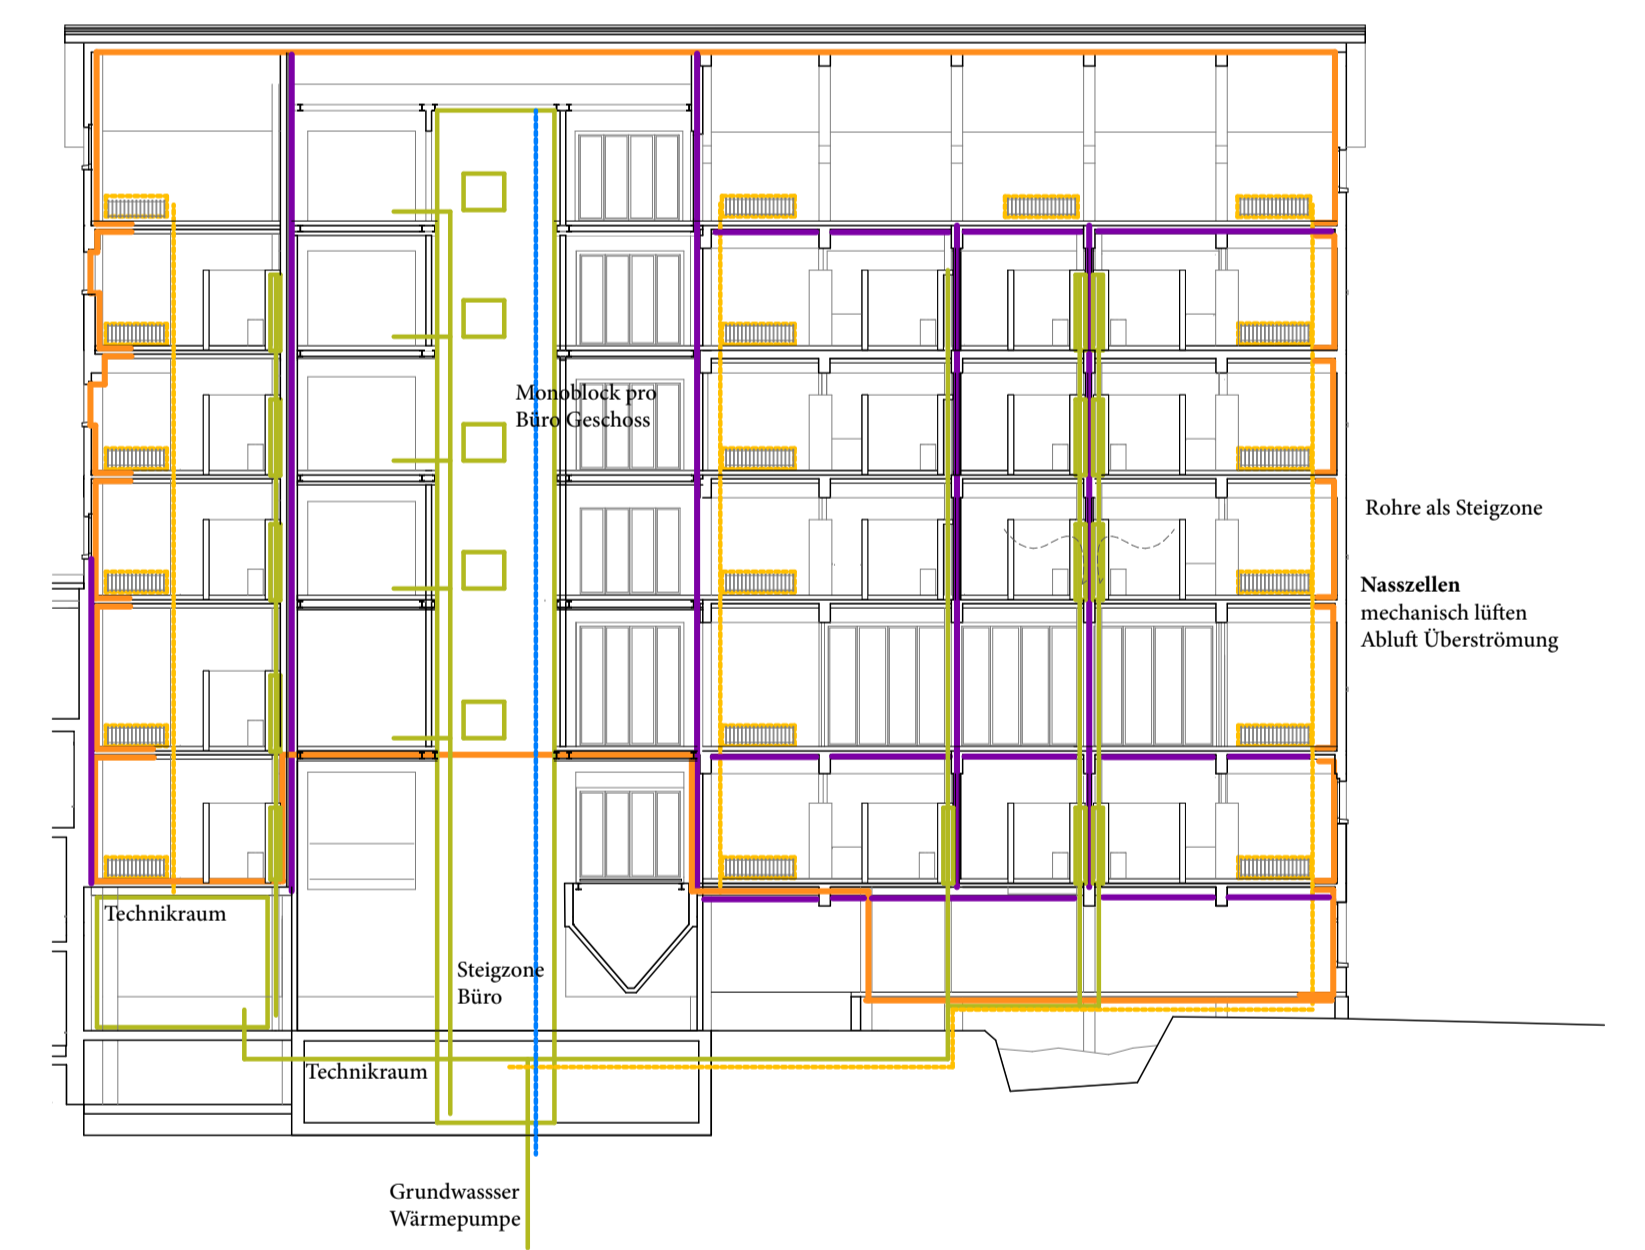 Monoblock pro
Büro Geschoss
Rohre als Steigzone
Nasszellen
mechanisch lüften
Abluft Überströmung
Technikraum
Steigzone
Büro
Technikraum
Grundwassser
Wärmepumpe